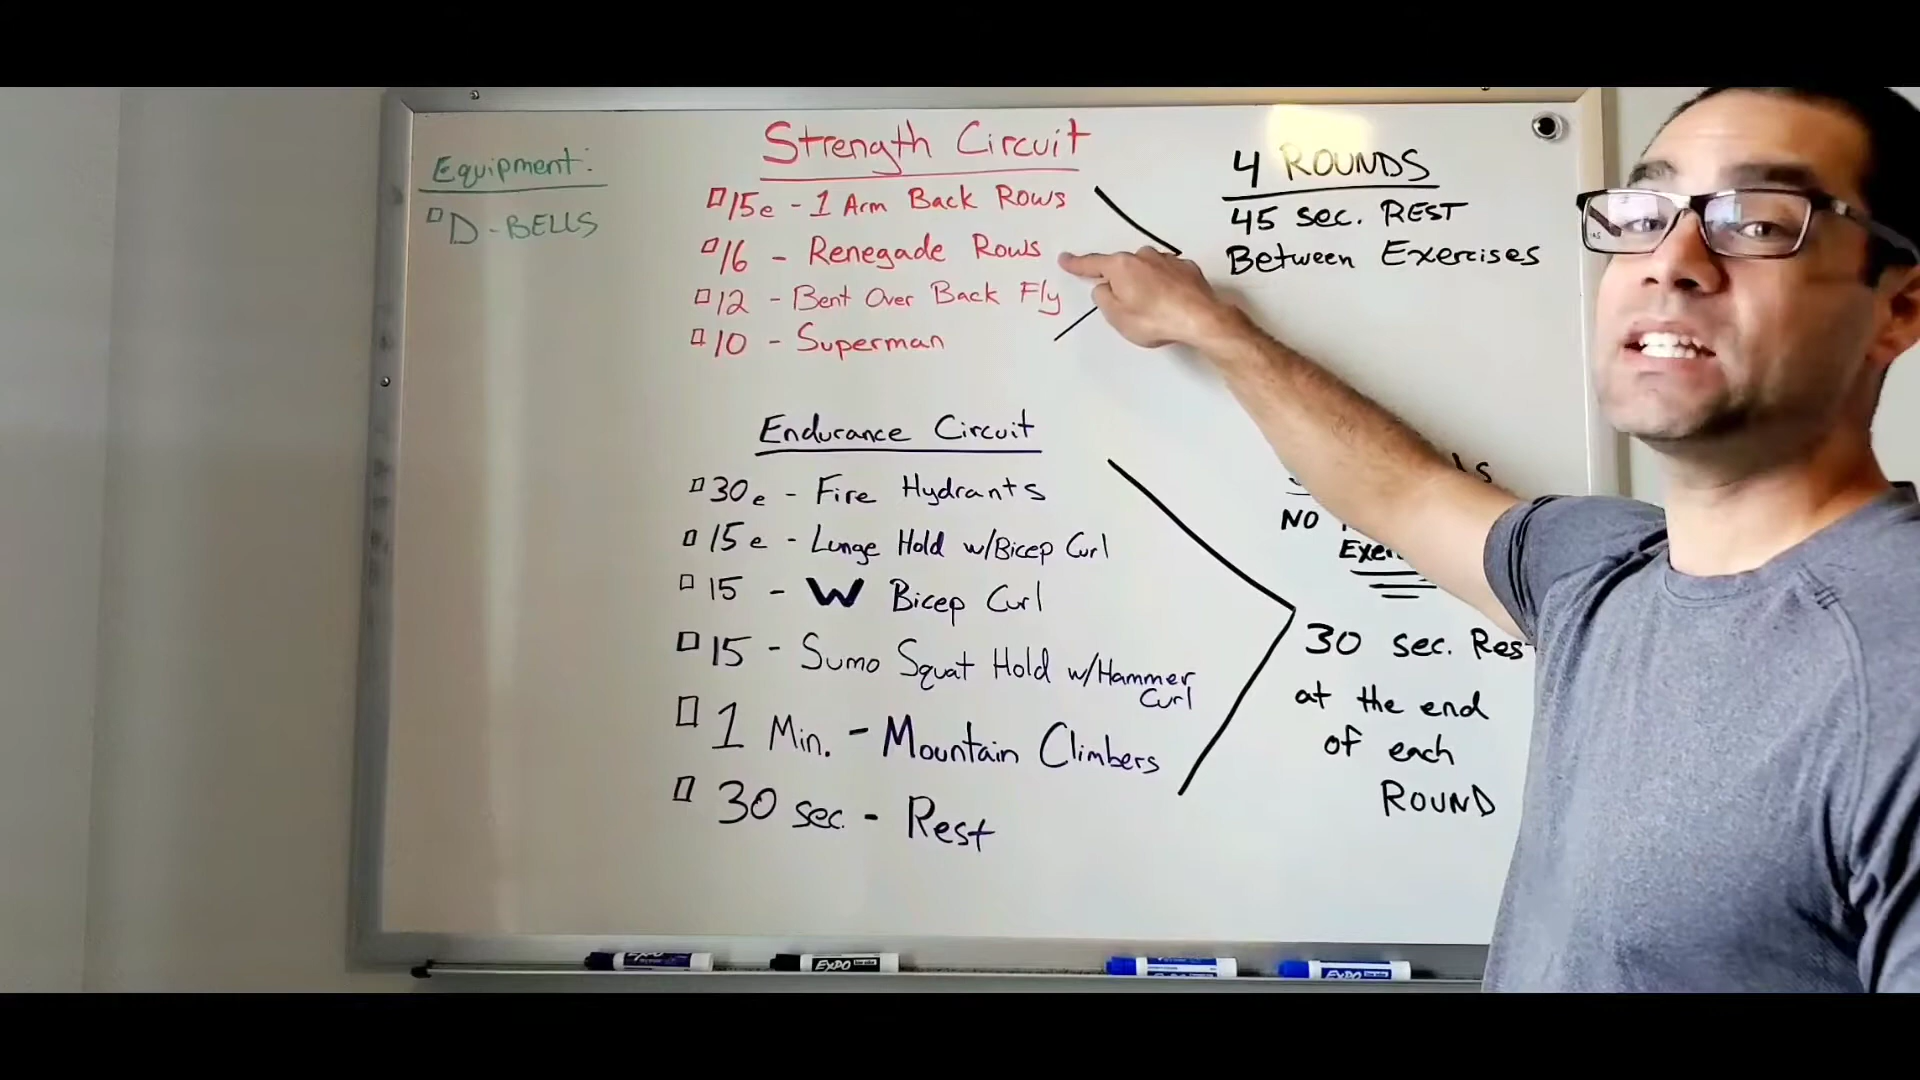 Equipment:
D-BELLS
Strength Circuit
15e - 1 Arm Back Rows
16 - Renegade Rows
12 - Bent Over Back Fly
10 - Superman
4 ROUNDS
45 sec. REST
Between Exercises
Endurance Circuit
30e - Fire Hydrants
15e - Lunge Hold w/Bicep Curl
15 - W Bicep Curl
15 - Sumo Squat Hold w/Hammer
Curl
1 Min. - Mountain Climbers
30 sec. - Rest
NO
30 sec. Res
at the end
of each
ROUND
EXPO
EXPO
EXPO